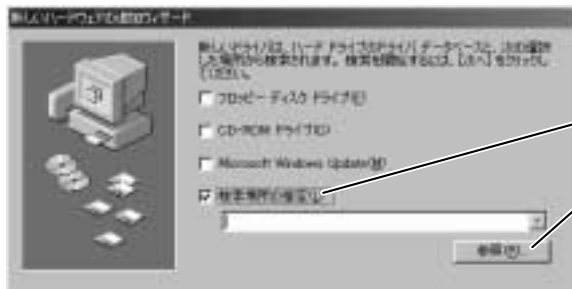 新しいハードウェアの追加ウィザード
新しいドライバは、ハード ドライブのドライバ データベースと、次の選択
した場所から検索されます。検索を開始するには、[次へ] をクリックし
てください。
フロッピー ディスク ドライブ(F)
CD-ROM ドライブ(C)
Microsoft Windows Update(M)
検索場所の指定(L)
参照(R)...